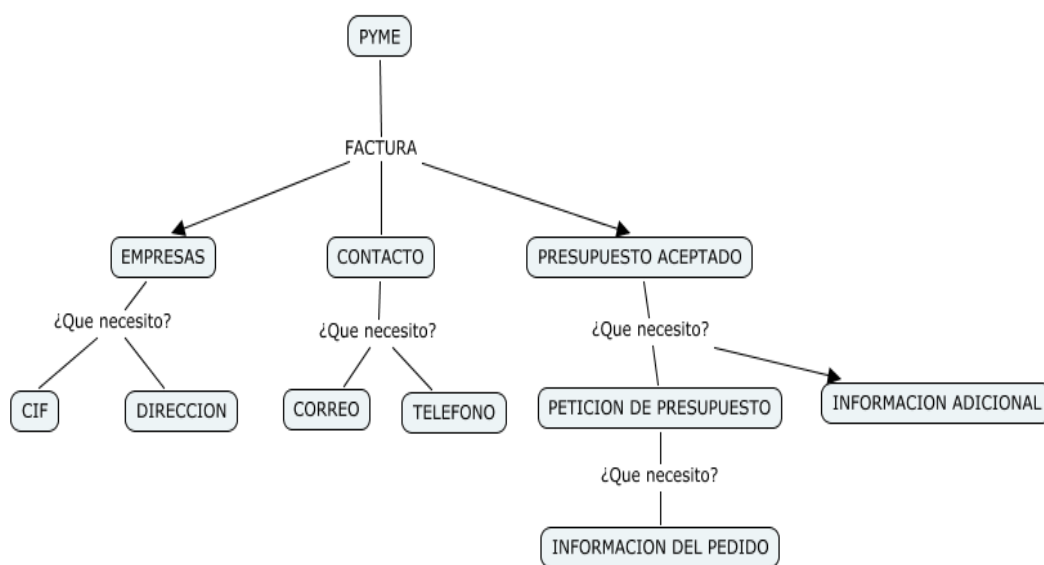 PYME
FACTURA
EMPRESAS
CONTACTO
PRESUPUESTO ACEPTADO
¿Que necesito?
¿Que necesito?
¿Que necesito?
CIF
DIRECCION
CORREO
TELEFONO
PETICION DE PRESUPUESTO
INFORMACION ADICIONAL
¿Que necesito?
INFORMACION DEL PEDIDO